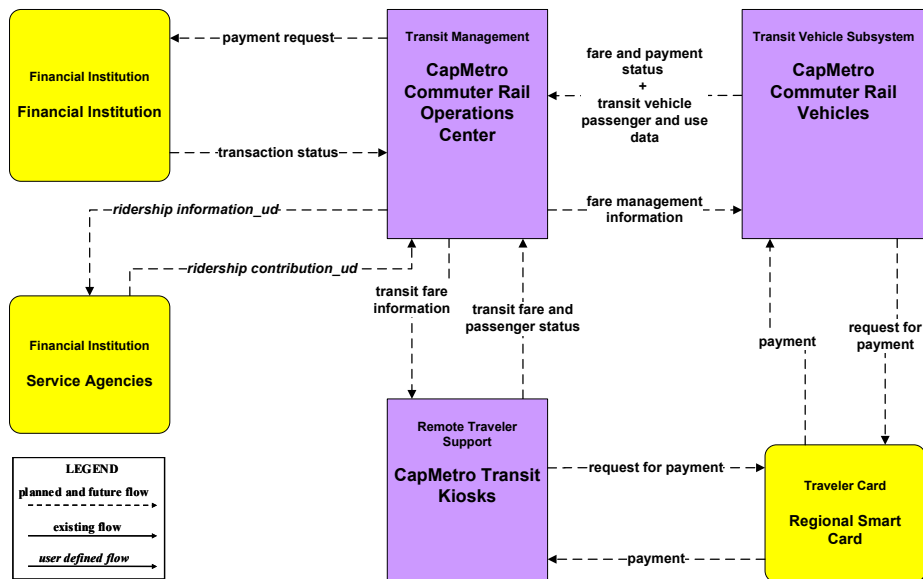 Financial Institution
Financial Institution
payment request
transaction status
Transit Management
CapMetro
Commuter Rail
Operations
Center
fare and payment
status
+
transit vehicle
passenger and use
data
Transit Vehicle Subsystem
CapMetro
Commuter Rail
Vehicles
fare management
information
ridership information_ud
ridership contribution_ud
Financial Institution
Service Agencies
transit fare
information
transit fare and
passenger status
payment
request for
payment
Remote Traveler
Support
CapMetro Transit
Kiosks
request for payment
payment
Traveler Card
Regional Smart
Card
LEGEND
planned and future flow
existing flow
user defined flow